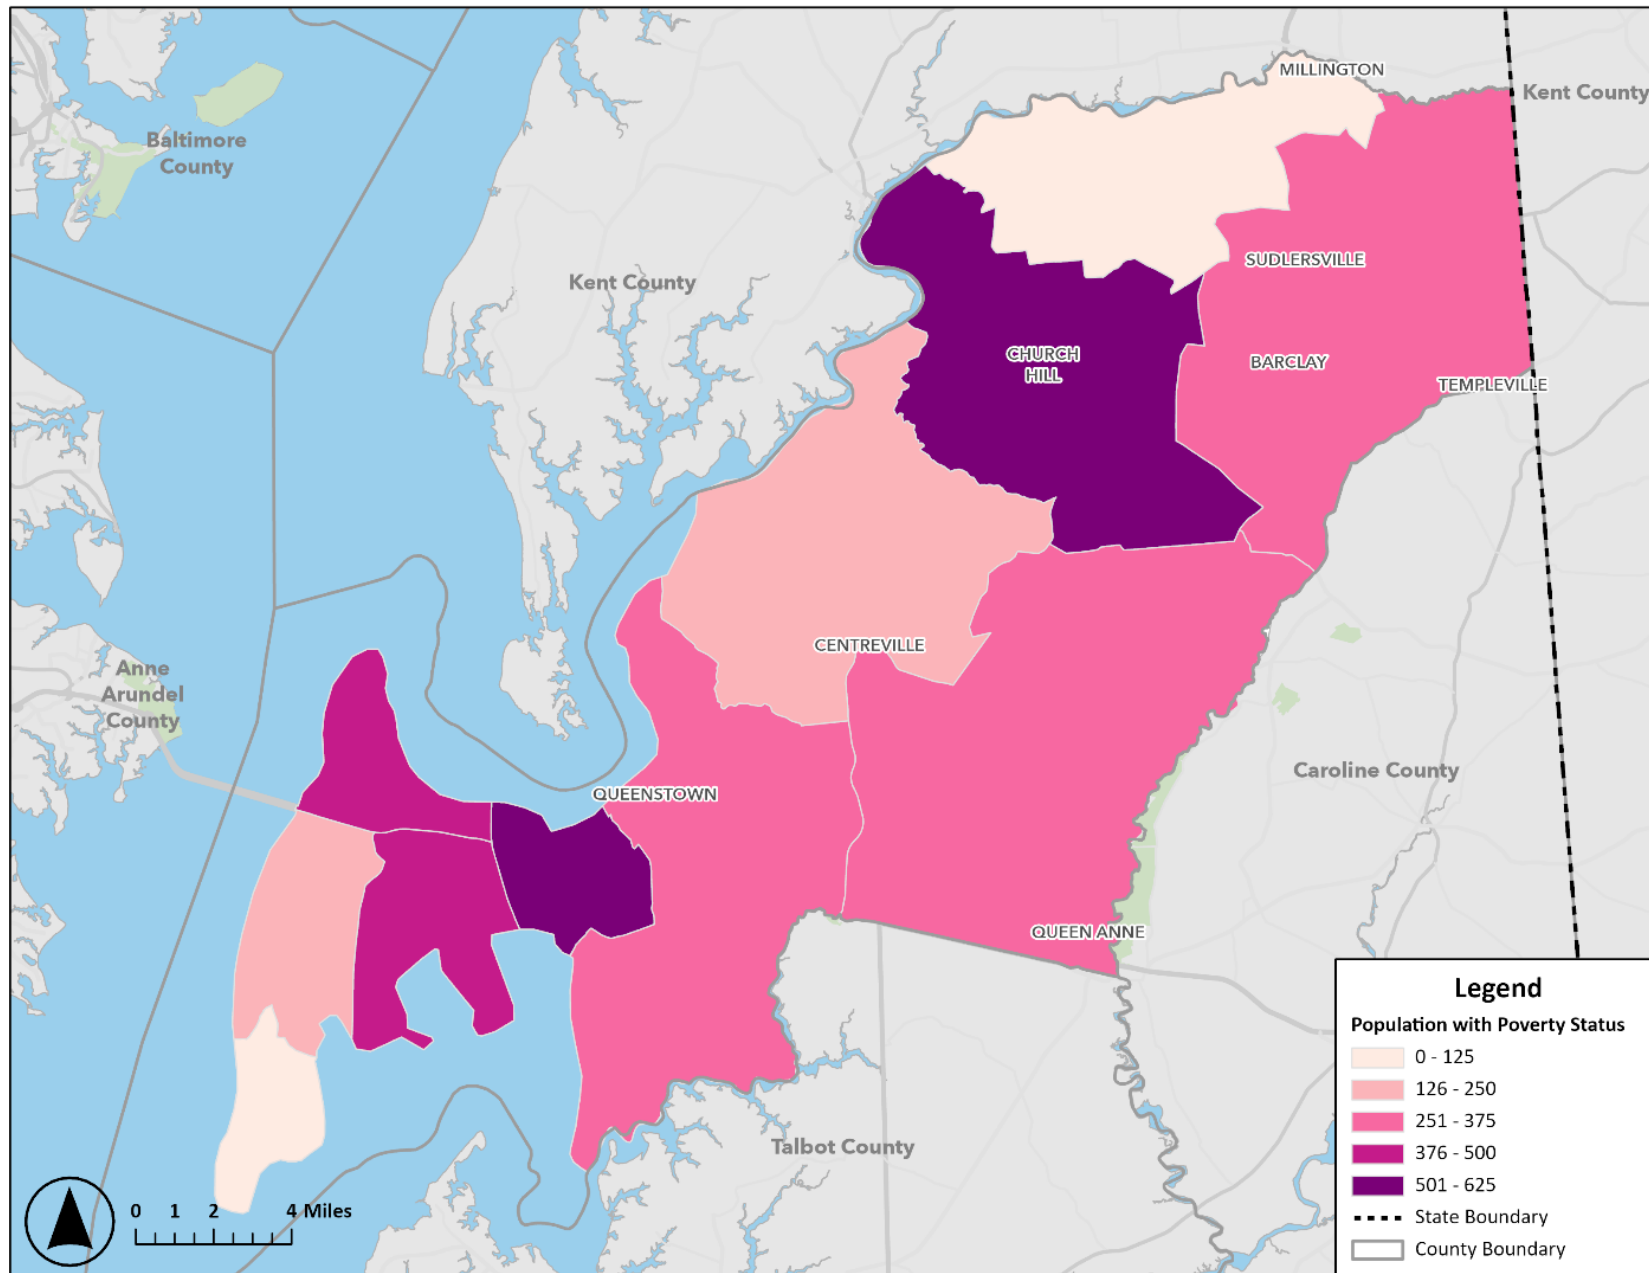 MILLINGTON
Kent County
Baltimore
County
SUDLERSVILLE
Kent County
CHURCH
HILL
BARCLAY
TEMPLEVILLE
CENTREVILLE
Anne
Arundel
County
Caroline County
QUEENSTOWN
QUEEN ANNE
Talbot County
0 1 2 4 Miles
Legend
Population with Poverty Status
0 - 125
126 - 250
251 - 375
376 - 500
501 - 625
State Boundary
County Boundary